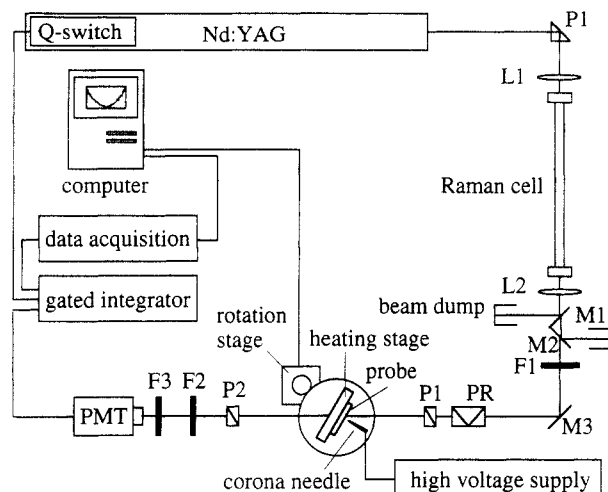 Q-switch
Nd:YAG
P1
L1
computer
Raman cell
data acquisition
gated integrator
L2
beam dump
M1
M2
F1
rotation
stage
heating stage
probe
F3
F2
P2
P1
PR
M3
PMT
corona needle
high voltage supply